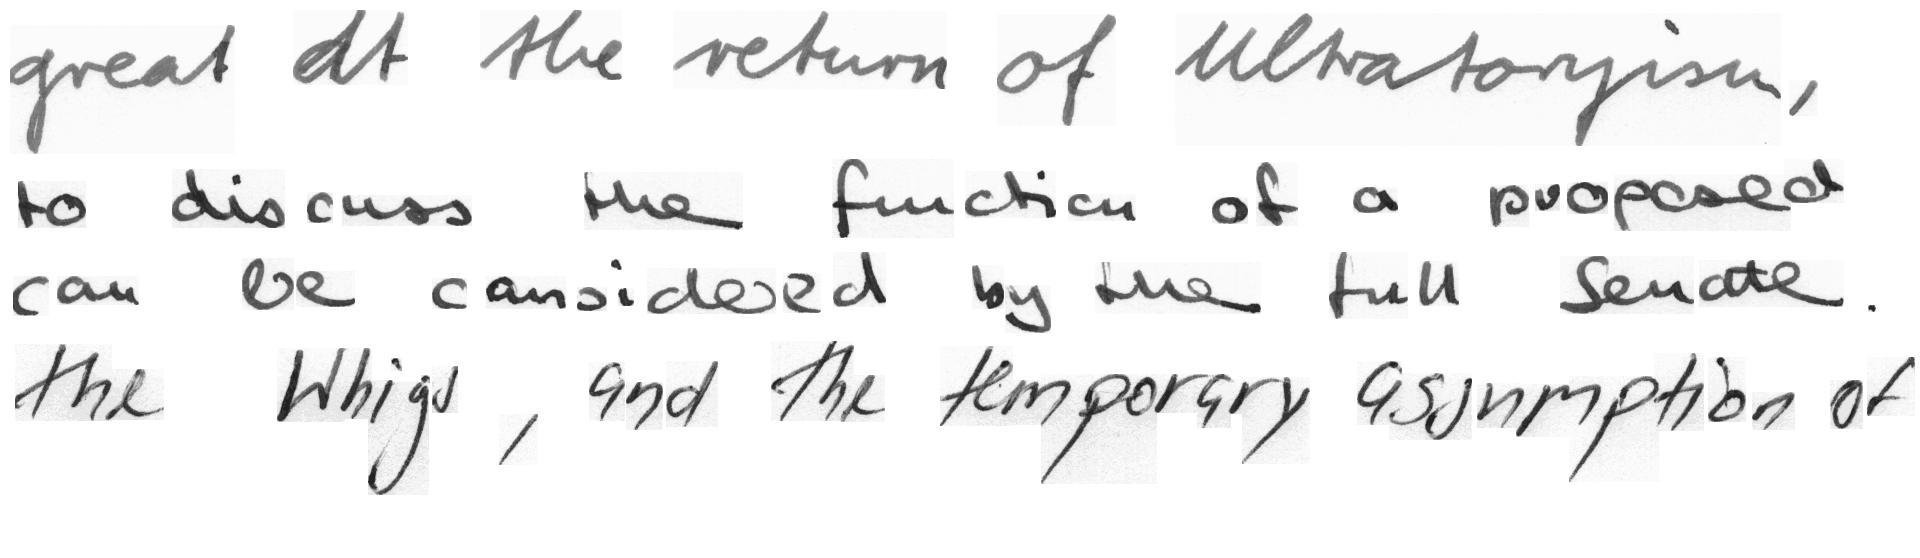 great at the return of Ultratoryism,
to discuss the function of a proposed
can be considered by the full Senate.
the Whigs, and the temporary assumption of